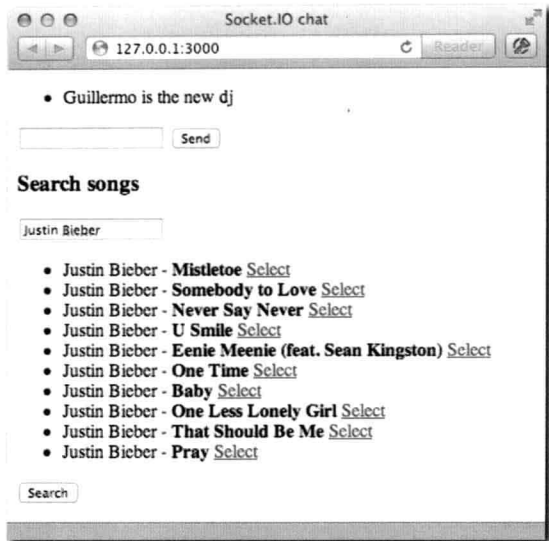 Socket.IO chat
127.0.0.1:3000
Reader
• Guillermo is the new dj
Send
Search songs
Justin Bieber
• Justin Bieber - Mistletoe Select
• Justin Bieber - Somebody to Love Select
• Justin Bieber - Never Say Never Select
• Justin Bieber - U Smile Select
• Justin Bieber - Eenie Meenie (feat. Sean Kingston) Select
• Justin Bieber - One Time Select
• Justin Bieber - Baby Select
• Justin Bieber - One Less Lonely Girl Select
• Justin Bieber - That Should Be Me Select
• Justin Bieber - Pray Select
Search